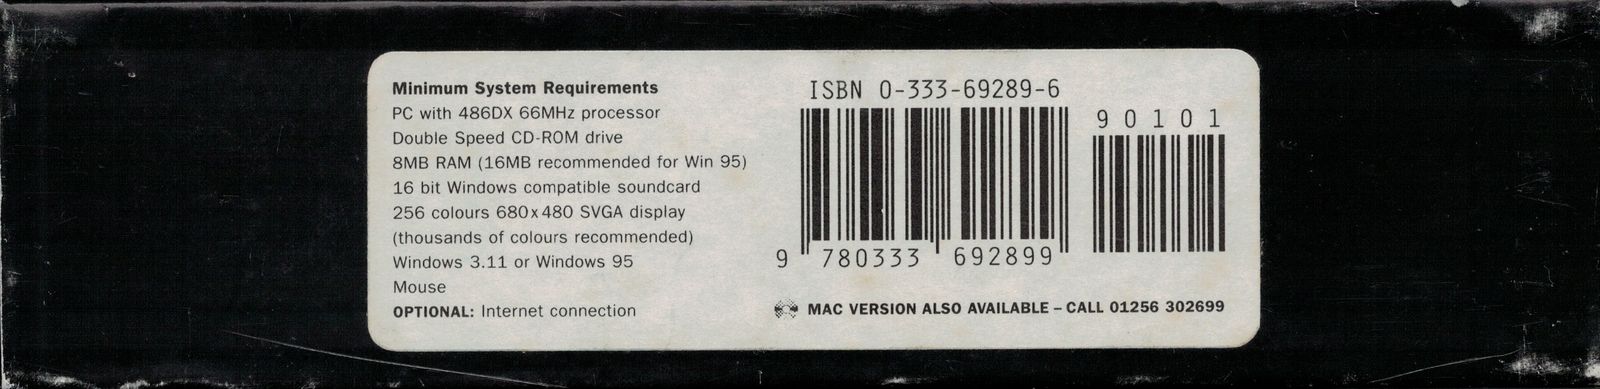 Minimum System Requirements
PC with 486DX 66MHz processor
Double Speed CD-ROM drive
8MB RAM (16MB recommended for Win 95)
16 bit Windows compatible soundcard
256 colours 680x480 SVGA display
(thousands of colours recommended)
Windows 3.11 or Windows 95
Mouse
OPTIONAL: Internet connection
ISBN 0-333-69289-6
90101
9 780333 692899
MAC VERSION ALSO AVAILABLE – CALL 01256 302699